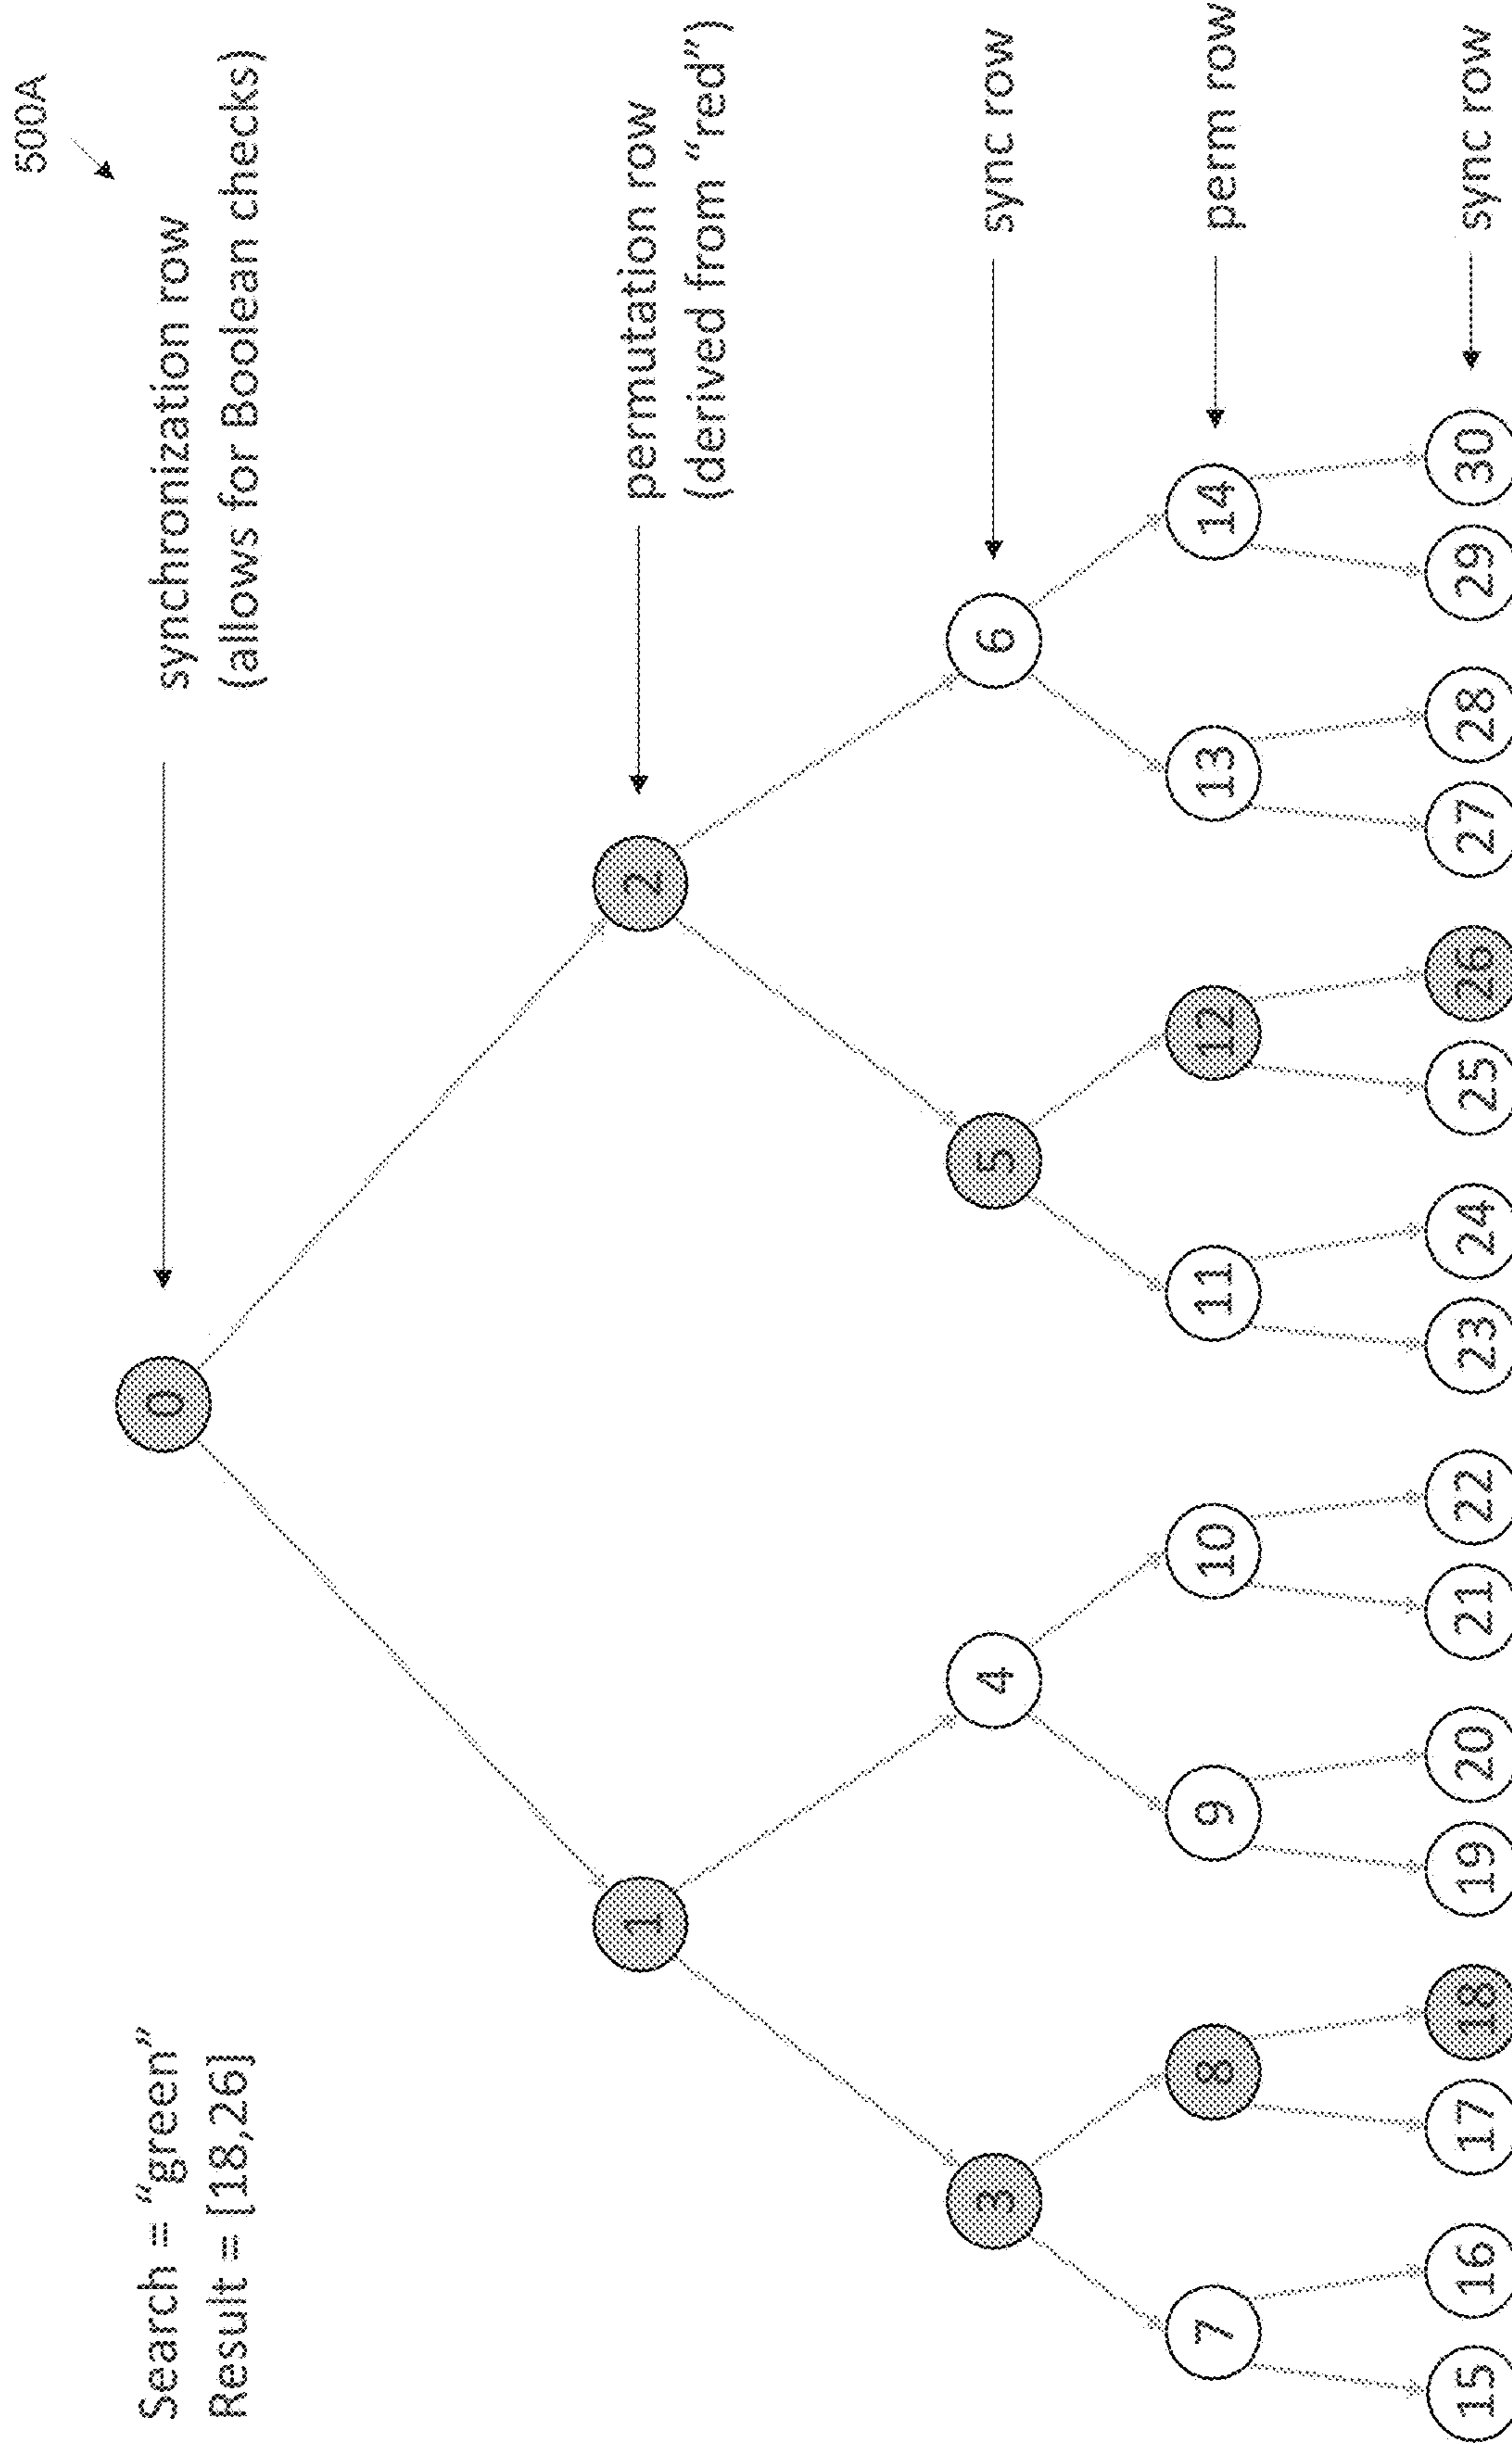 500A
Search = “green”
Result = [18,26]
synchronization row
(allows for Boolean checks)
0
permutation row
(derived from “red”)
1 2
sync row
3 4 5 6
perm row
7 8 9 10 11 12 13 14
sync row
15 16 17 18 19 20 21 22 23 24 25 26 27 28 29 30